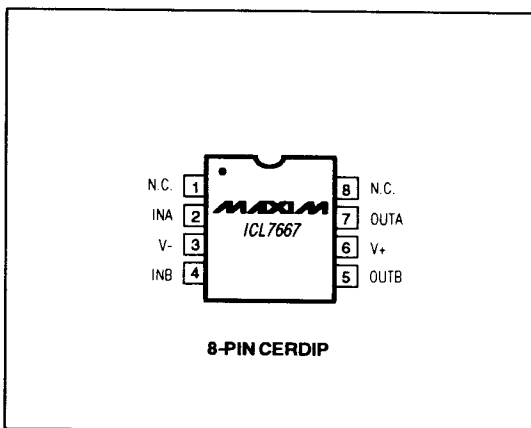 N.C. 1 8 N.C.
MAXIM
INA 2 7 OUTA
ICL7667
V- 3 6 V+
INB 4 5 OUTB
8-PIN CERDIP